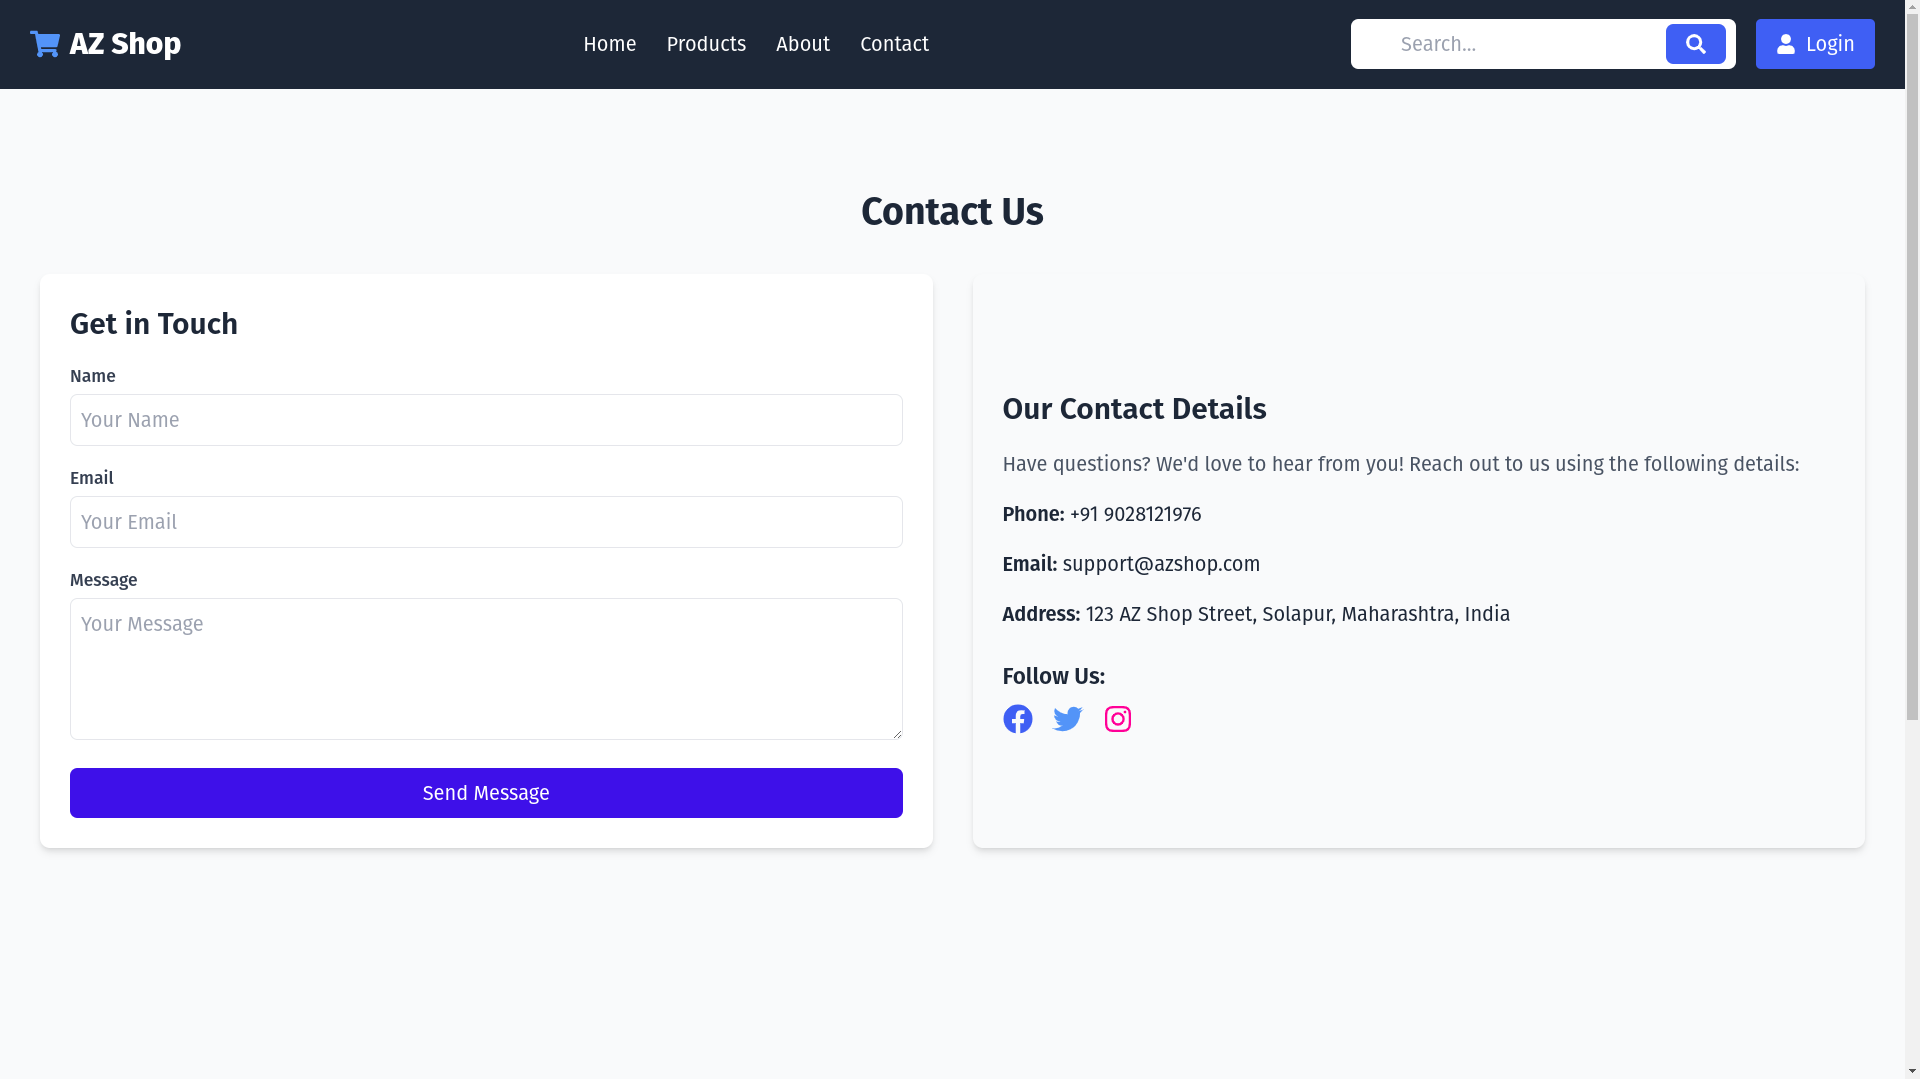 AZ Shop
Home
Products
About
Contact
Search...
Login
Contact Us
Get in Touch
Name
Your Name
Email
Your Email
Message
Your Message
Send Message
Our Contact Details
Have questions? We'd love to hear from you! Reach out to us using the following details:
Phone: +91 9028121976
Email: support@azshop.com
Address: 123 AZ Shop Street, Solapur, Maharashtra, India
Follow Us: